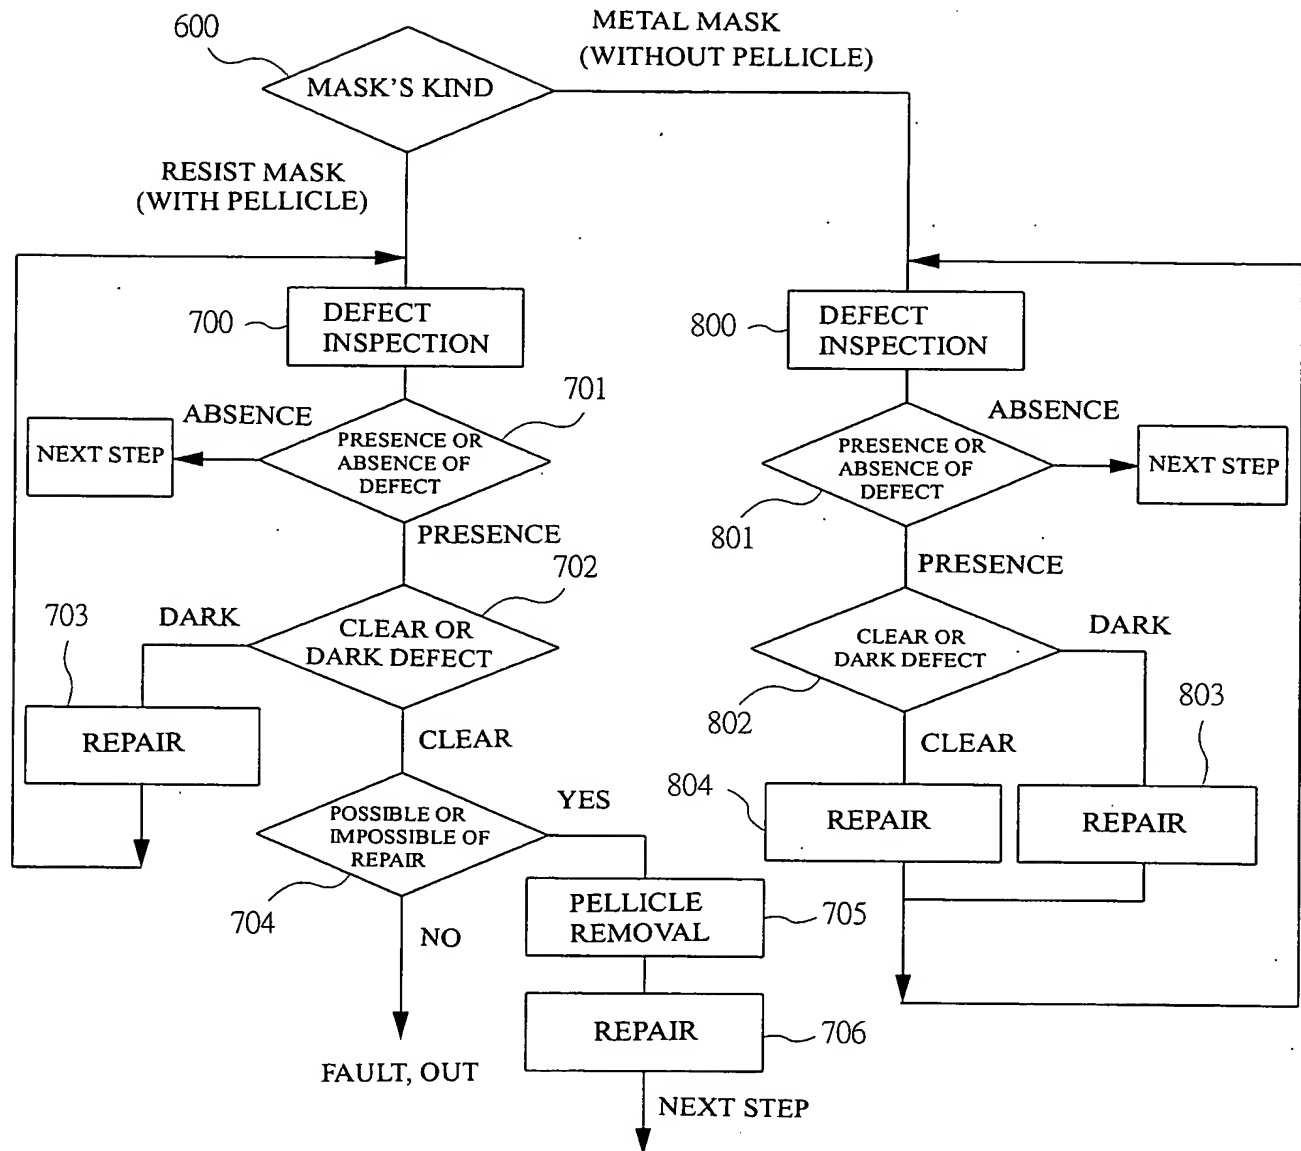 600
METAL MASK
(WITHOUT PELLICLE)
MASK'S KIND
RESIST MASK
(WITH PELLICLE)
700
DEFECT
INSPECTION
800
DEFECT
INSPECTION
701
ABSENCE
NEXT STEP
PRESENCE OR
ABSENCE OF
DEFECT
PRESENCE
ABSENCE
PRESENCE OR
ABSENCE OF
DEFECT
NEXT STEP
801
PRESENCE
702
703
DARK
CLEAR OR
DARK DEFECT
REPAIR
CLEAR
CLEAR OR
DARK DEFECT
DARK
802
803
CLEAR
804
REPAIR
REPAIR
POSSIBLE OR
IMPOSSIBLE OF
REPAIR
YES
704
NO
PELLICLE
REMOVAL
705
REPAIR
706
FAULT, OUT
NEXT STEP